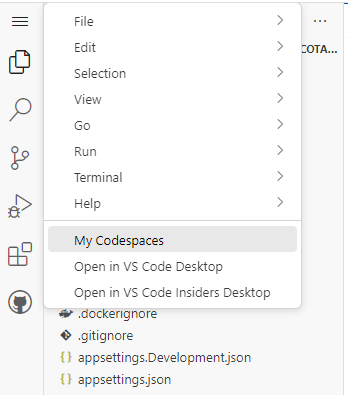 File
...
Edit
COTA...
Selection
View
Go
Run
Terminal
Help
My Codespaces
Open in VS Code Desktop
Open in VS Code Insiders Desktop
.dockerignore
.gitignore
{ } appsettings.Development.json
{ } appsettings.json